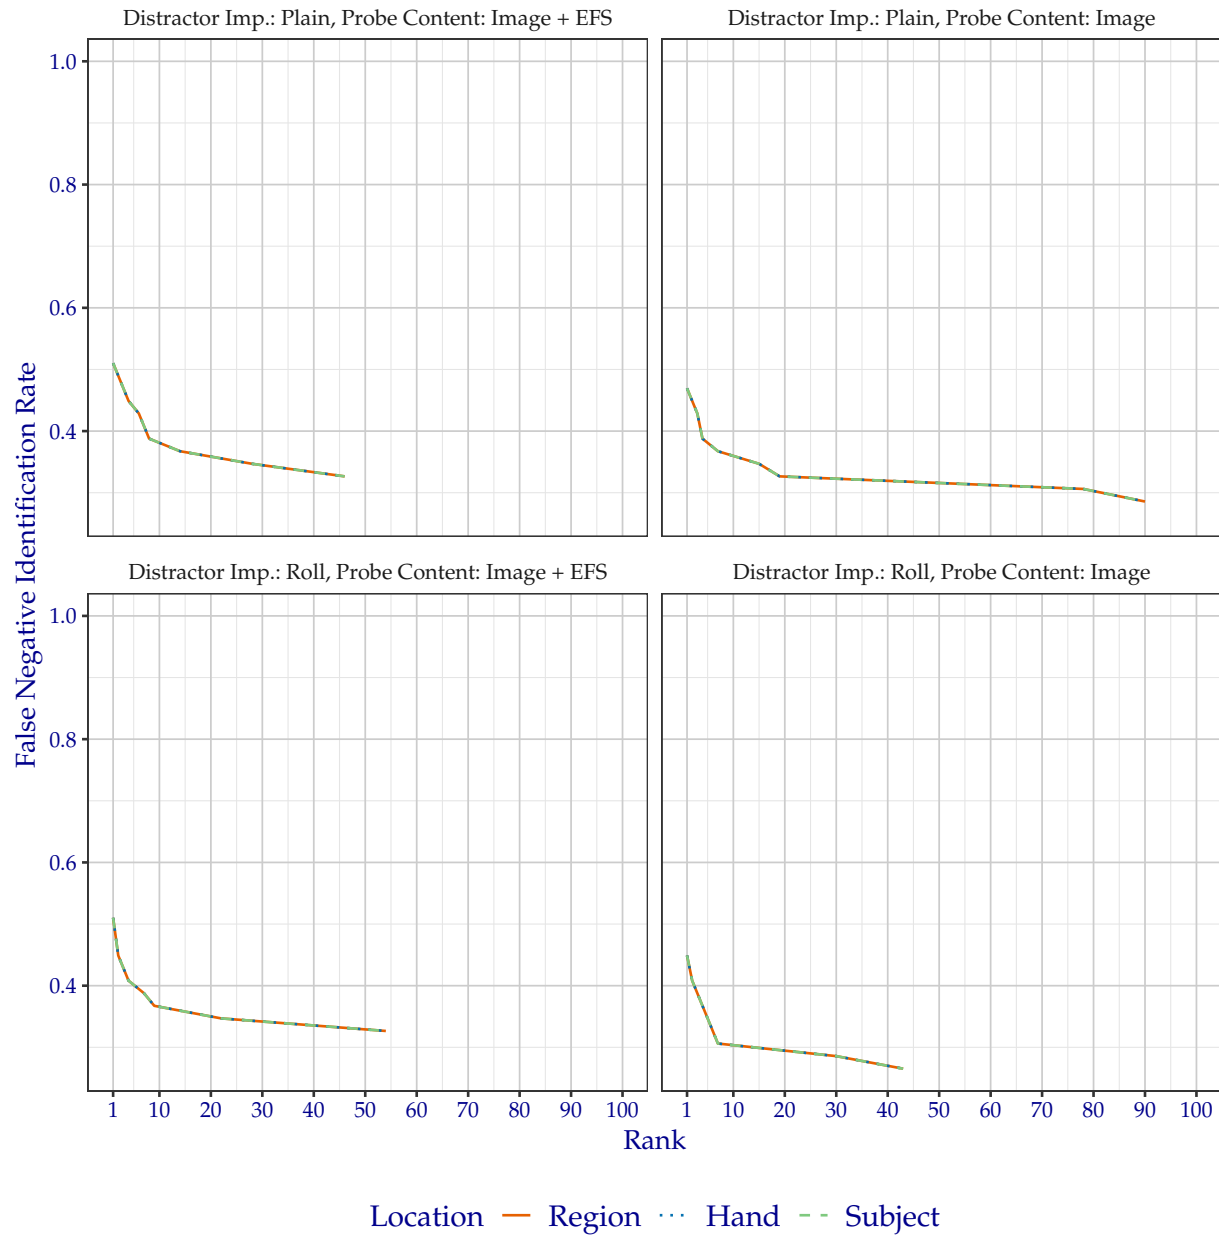 Distractor Imp.: Plain, Probe Content: Image + EFS
Distractor Imp.: Plain, Probe Content: Image
1.0
0.8
0.6
0.4
Distractor Imp.: Roll, Probe Content: Image + EFS
Distractor Imp.: Roll, Probe Content: Image
1.0
0.8
0.6
0.4
False Negative Identification Rate
1 10 20 30 40 50 60 70 80 90 100
1 10 20 30 40 50 60 70 80 90 100
Rank
Location Region Hand Subject